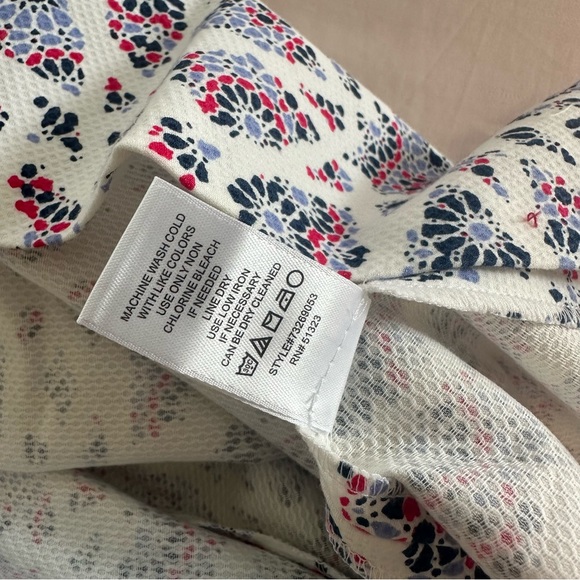 MACHINE WASH COLD
WITH LIKE COLORS
USE ONLY NON
CHLORINE BLEACH
IF NEEDED
LINE DRY
USE LOW IRON
IF NECESSARY
CAN BE DRY CLEANED
STYLE#73269053
RN# 51323